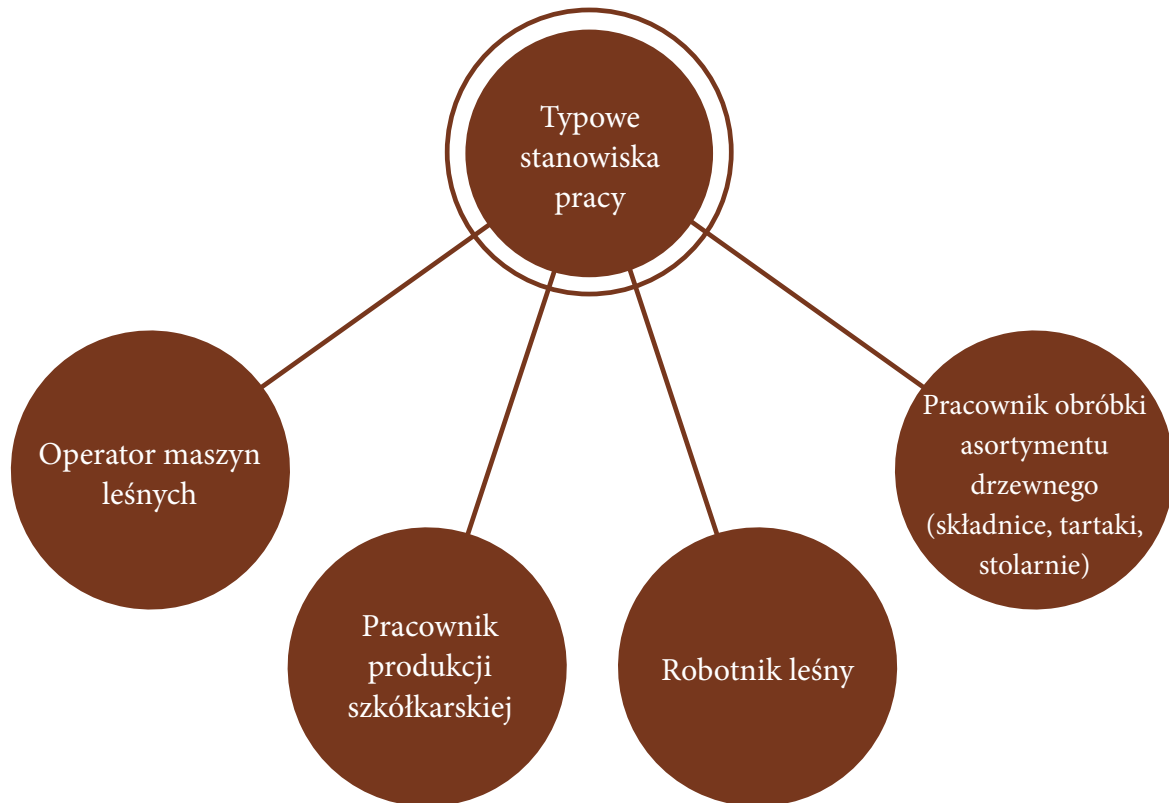 Typowe
stanowiska
pracy
Operator maszyn
leśnych
Pracownik
produkcji
szkółkarskiej
Robotnik leśny
Pracownik obróbki
asortymentu
drzewnego
(składnice, tartaki,
stolarnie)